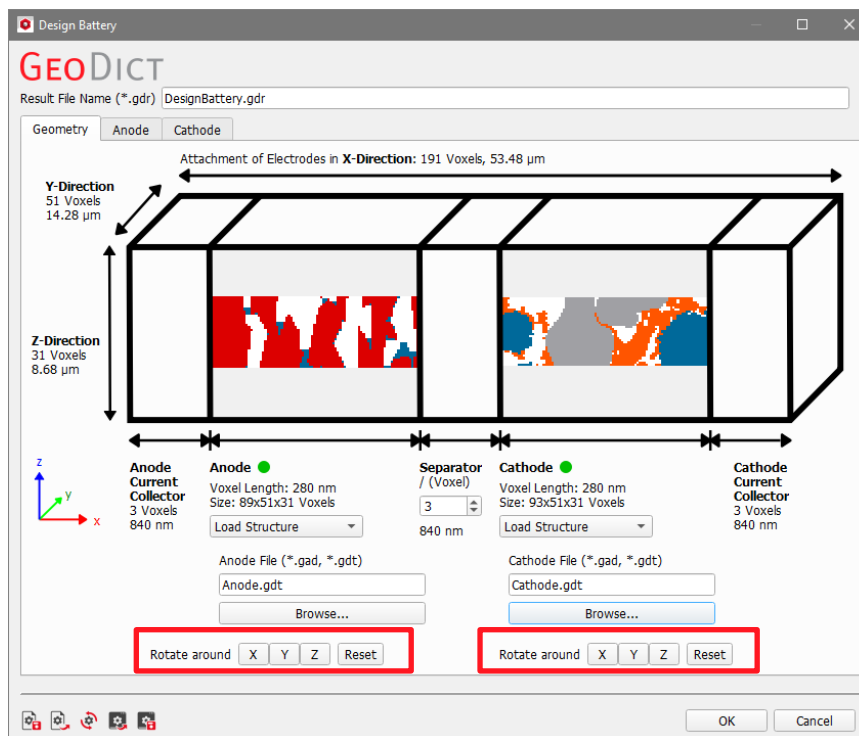 Design Battery
GEODICT
Result File Name (*.gdr) DesignBattery.gdr
Geometry Anode Cathode
Attachment of Electrodes in X-Direction: 191 Voxels, 53.48 µm
Y-Direction
51 Voxels
14.28 µm
Z-Direction
31 Voxels
8.68 µm
z
y
x
Anode
Current
Collector
3 Voxels
840 nm
Anode
Voxel Length: 280 nm
Size: 89x51x31 Voxels
Load Structure
Separator
/ (Voxel)
3
840 nm
Cathode
Voxel Length: 280 nm
Size: 93x51x31 Voxels
Load Structure
Cathode
Current
Collector
3 Voxels
840 nm
Anode File (*.gad, *.gdt)
Anode.gdt
Browse...
Cathode File (*.gad, *.gdt)
Cathode.gdt
Browse...
Rotate around X Y Z Reset
Rotate around X Y Z Reset
OK Cancel